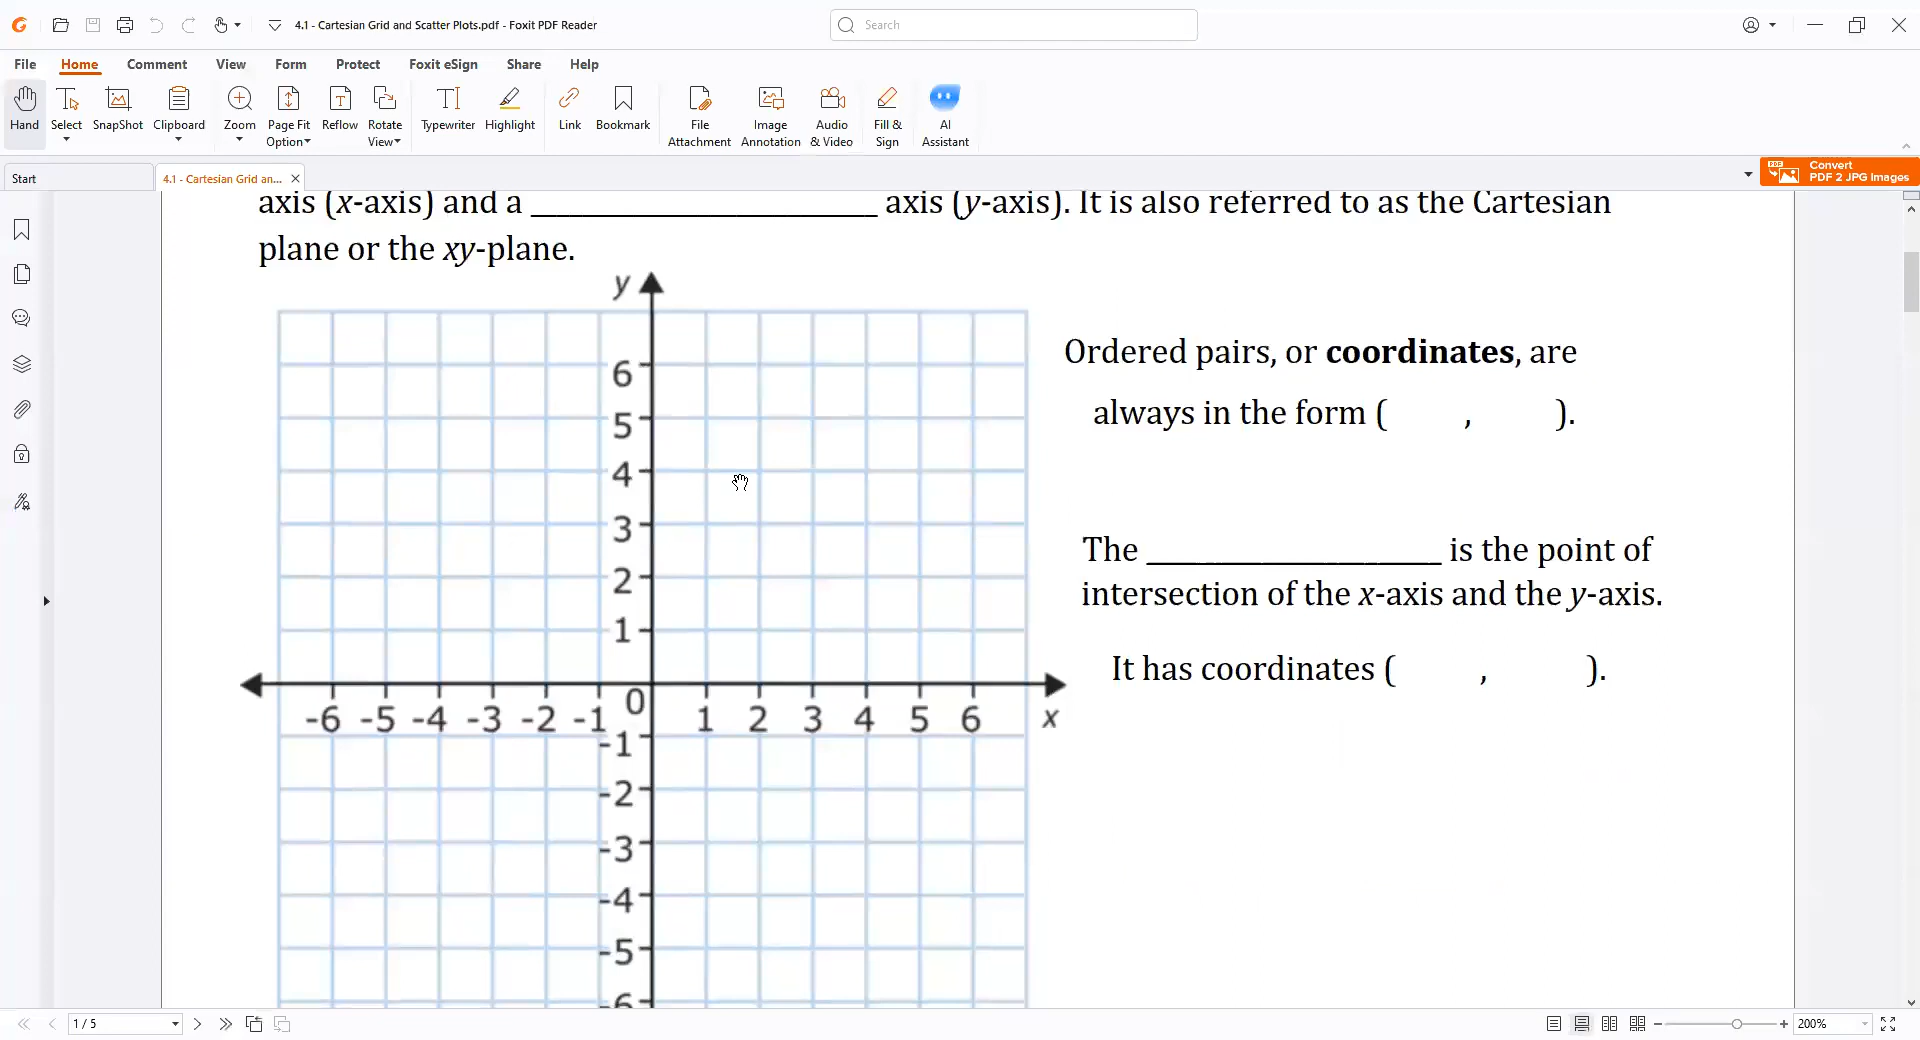 4.1 - Cartesian Grid and Scatter Plots.pdf - Foxit PDF Reader
Search
File Home Comment View Form Protect Foxit eSign Share Help
Hand Select SnapShot Clipboard Zoom Page Fit Option Reflow Rotate View Typewriter Highlight Link Bookmark File Attachment Image Annotation Audio & Video Fill & Sign AI Assistant
Start
4.1 - Cartesian Grid an...
PDF
Convert
PDF 2 JPG Images
axis (x-axis) and a ______________________ axis (y-axis). It is also referred to as the Cartesian
plane or the xy-plane.
y
6
5
4
3
2
1
0
-6 -5 -4 -3 -2 -1 1 2 3 4 5 6 x
-1
-2
-3
-4
-5
-6
Ordered pairs, or coordinates, are
always in the form ( , ).
The ___________________ is the point of
intersection of the x-axis and the y-axis.
It has coordinates ( , ).
1 / 5
200%